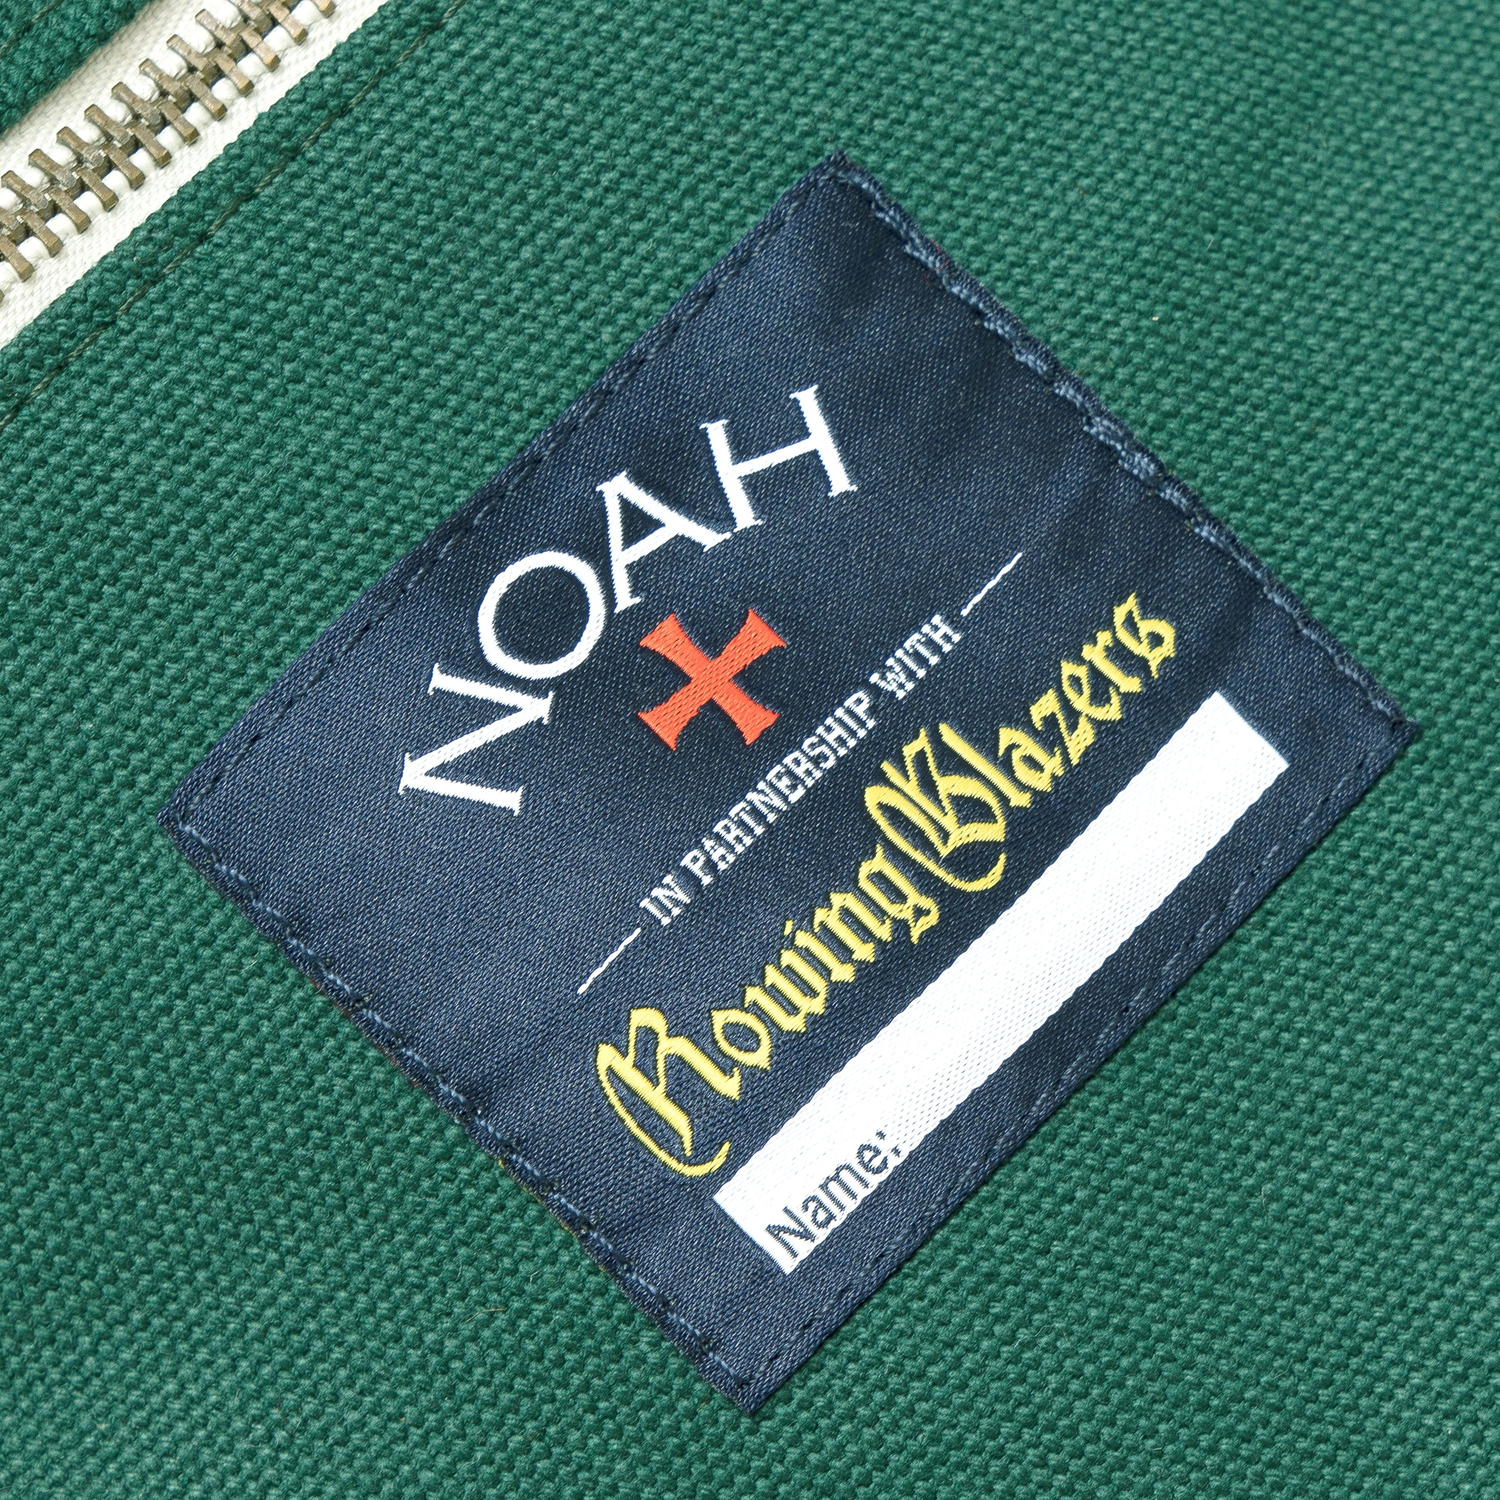 NOAH
IN PARTNERSHIP WITH
Rowing Blazers
Name: